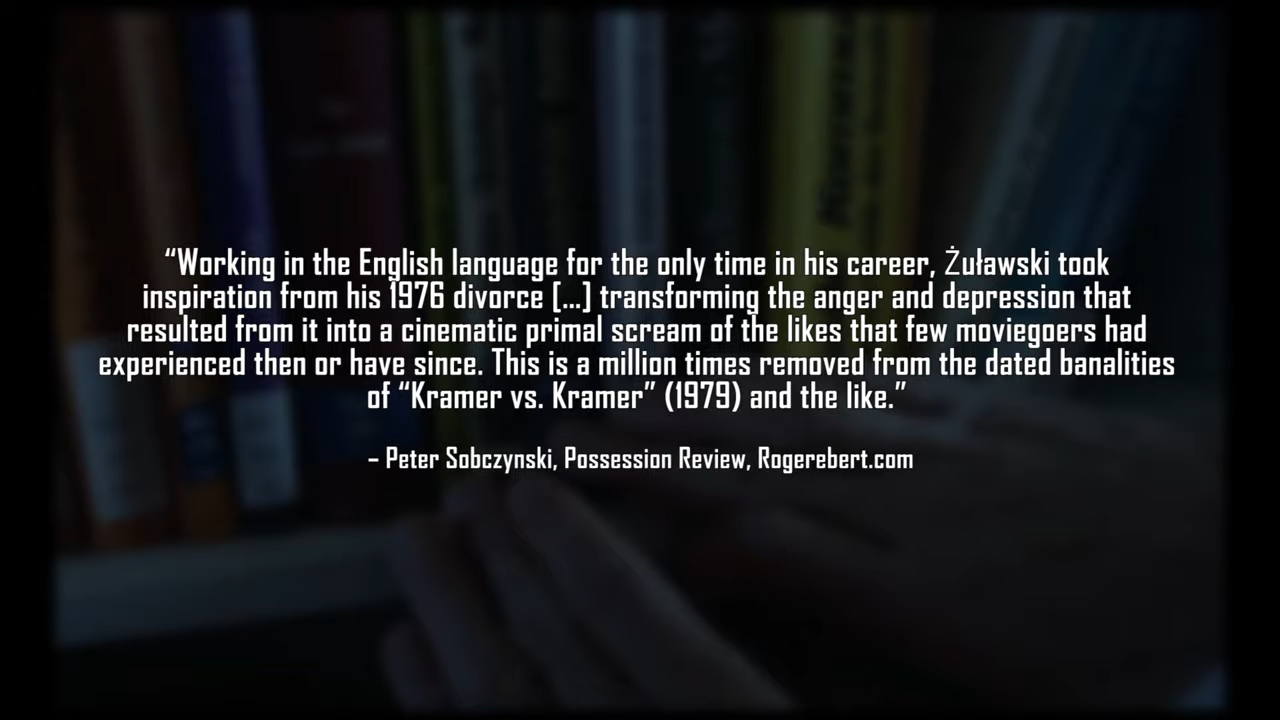 “Working in the English language for the only time in his career, Żuławski took
inspiration from his 1976 divorce [...] transforming the anger and depression that
resulted from it into a cinematic primal scream of the likes that few moviegoers had
experienced then or have since. This is a million times removed from the dated banalities
of “Kramer vs. Kramer” (1979) and the like.”
– Peter Sobczynski, Possession Review, Rogerebert.com